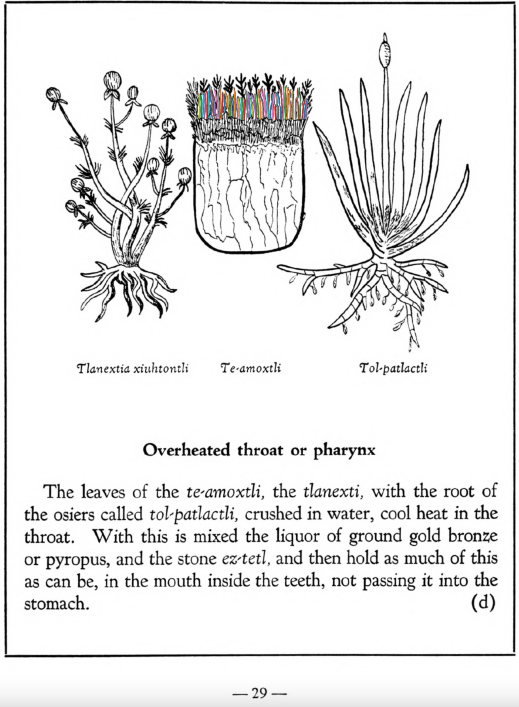 Tlanextia xiuhtontli Te-amoxtli Tol-patlactli
Overheated throat or pharynx
The leaves of the te-amoxtli, the tlanexti, with the root of
the osiers called tol-patlactli, crushed in water, cool heat in the
throat. With this is mixed the liquor of ground gold bronze
or pyropus, and the stone ez-tetl, and then hold as much of this
as can be, in the mouth inside the teeth, not passing it into the
stomach. (d)
— 29 —